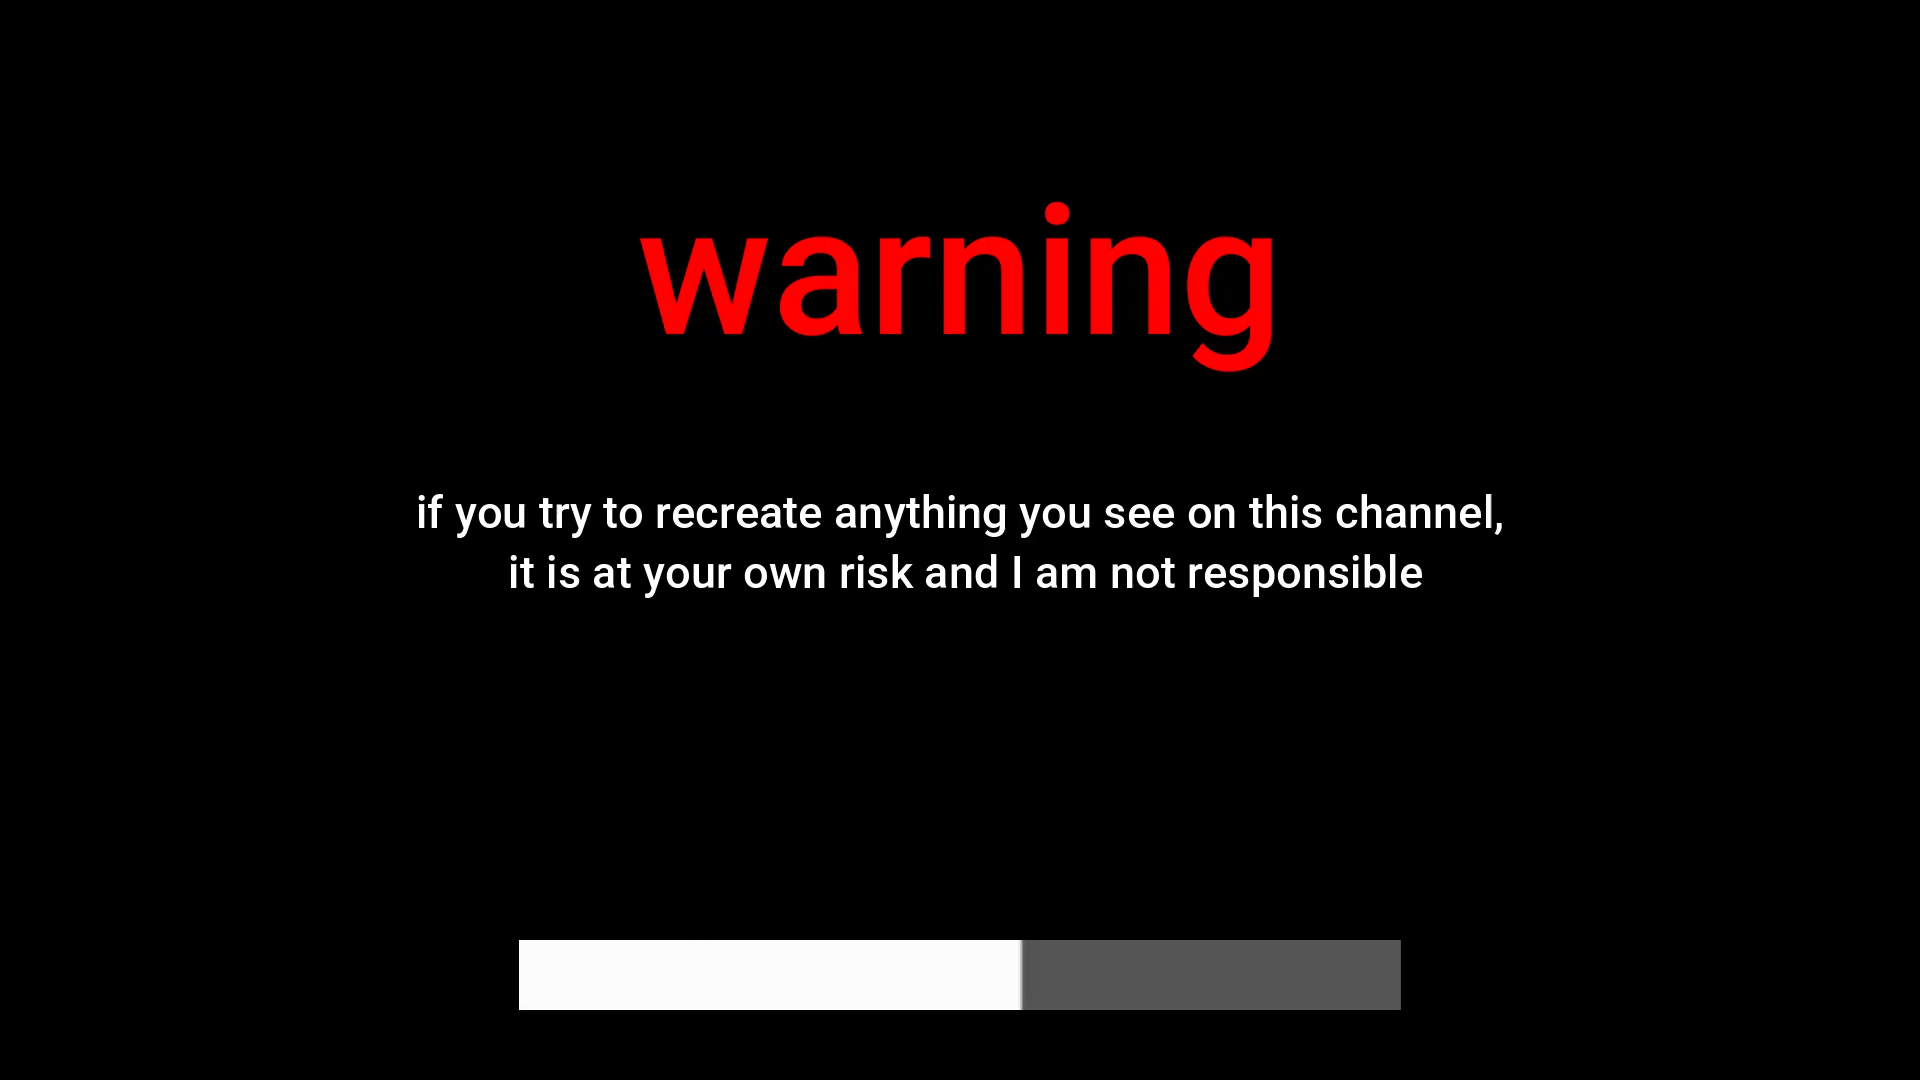 warning
if you try to recreate anything you see on this channel,
it is at your own risk and I am not responsible